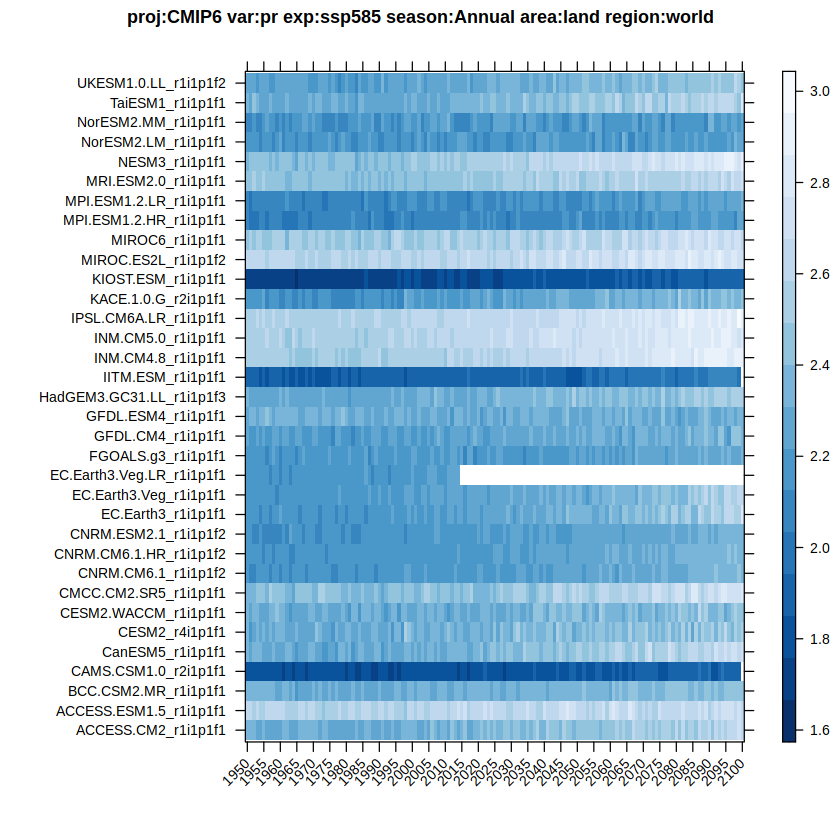 proj:CMIP6 var:pr exp:ssp585 season:Annual area:land region:world
UKESM1.0.LL_r1i1p1f2
TaiESM1_r1i1p1f1
NorESM2.MM_r1i1p1f1
NorESM2.LM_r1i1p1f1
NESM3_r1i1p1f1
MRI.ESM2.0_r1i1p1f1
MPI.ESM1.2.LR_r1i1p1f1
MPI.ESM1.2.HR_r1i1p1f1
MIROC6_r1i1p1f1
MIROC.ES2L_r1i1p1f2
KIOST.ESM_r1i1p1f1
KACE.1.0.G_r2i1p1f1
IPSL.CM6A.LR_r1i1p1f1
INM.CM5.0_r1i1p1f1
INM.CM4.8_r1i1p1f1
IITM.ESM_r1i1p1f1
HadGEM3.GC31.LL_r1i1p1f3
GFDL.ESM4_r1i1p1f1
GFDL.CM4_r1i1p1f1
FGOALS.g3_r1i1p1f1
EC.Earth3.Veg.LR_r1i1p1f1
EC.Earth3.Veg_r1i1p1f1
EC.Earth3_r1i1p1f1
CNRM.ESM2.1_r1i1p1f2
CNRM.CM6.1.HR_r1i1p1f2
CNRM.CM6.1_r1i1p1f2
CMCC.CM2.SR5_r1i1p1f1
CESM2.WACCM_r1i1p1f1
CESM2_r4i1p1f1
CanESM5_r1i1p1f1
CAMS.CSM1.0_r2i1p1f1
BCC.CSM2.MR_r1i1p1f1
ACCESS.ESM1.5_r1i1p1f1
ACCESS.CM2_r1i1p1f1
1950 1955 1960 1965 1970 1975 1980 1985 1990 1995 2000 2005 2010 2015 2020 2025 2030 2035 2040 2045 2050 2055 2060 2065 2070 2075 2080 2085 2090 2095 2100
3.0
2.8
2.6
2.4
2.2
2.0
1.8
1.6